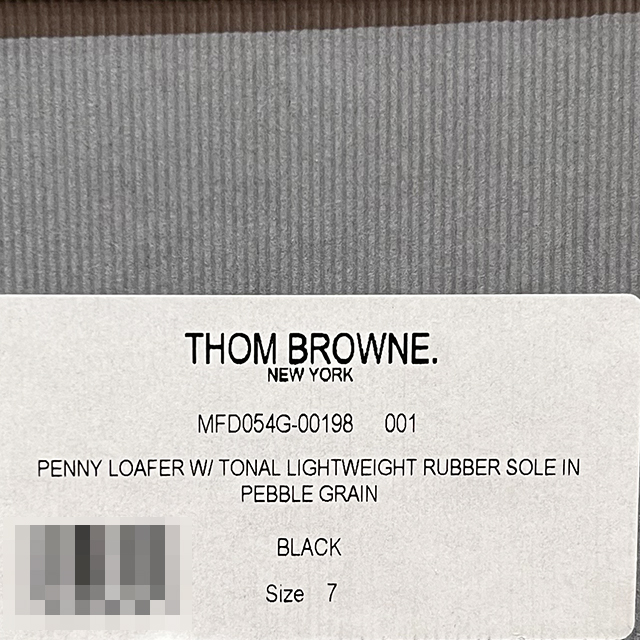 THOM BROWNE.
NEW YORK
MFD054G-00198 001
PENNY LOAFER W/ TONAL LIGHTWEIGHT RUBBER SOLE IN
PEBBLE GRAIN
BLACK
Size 7